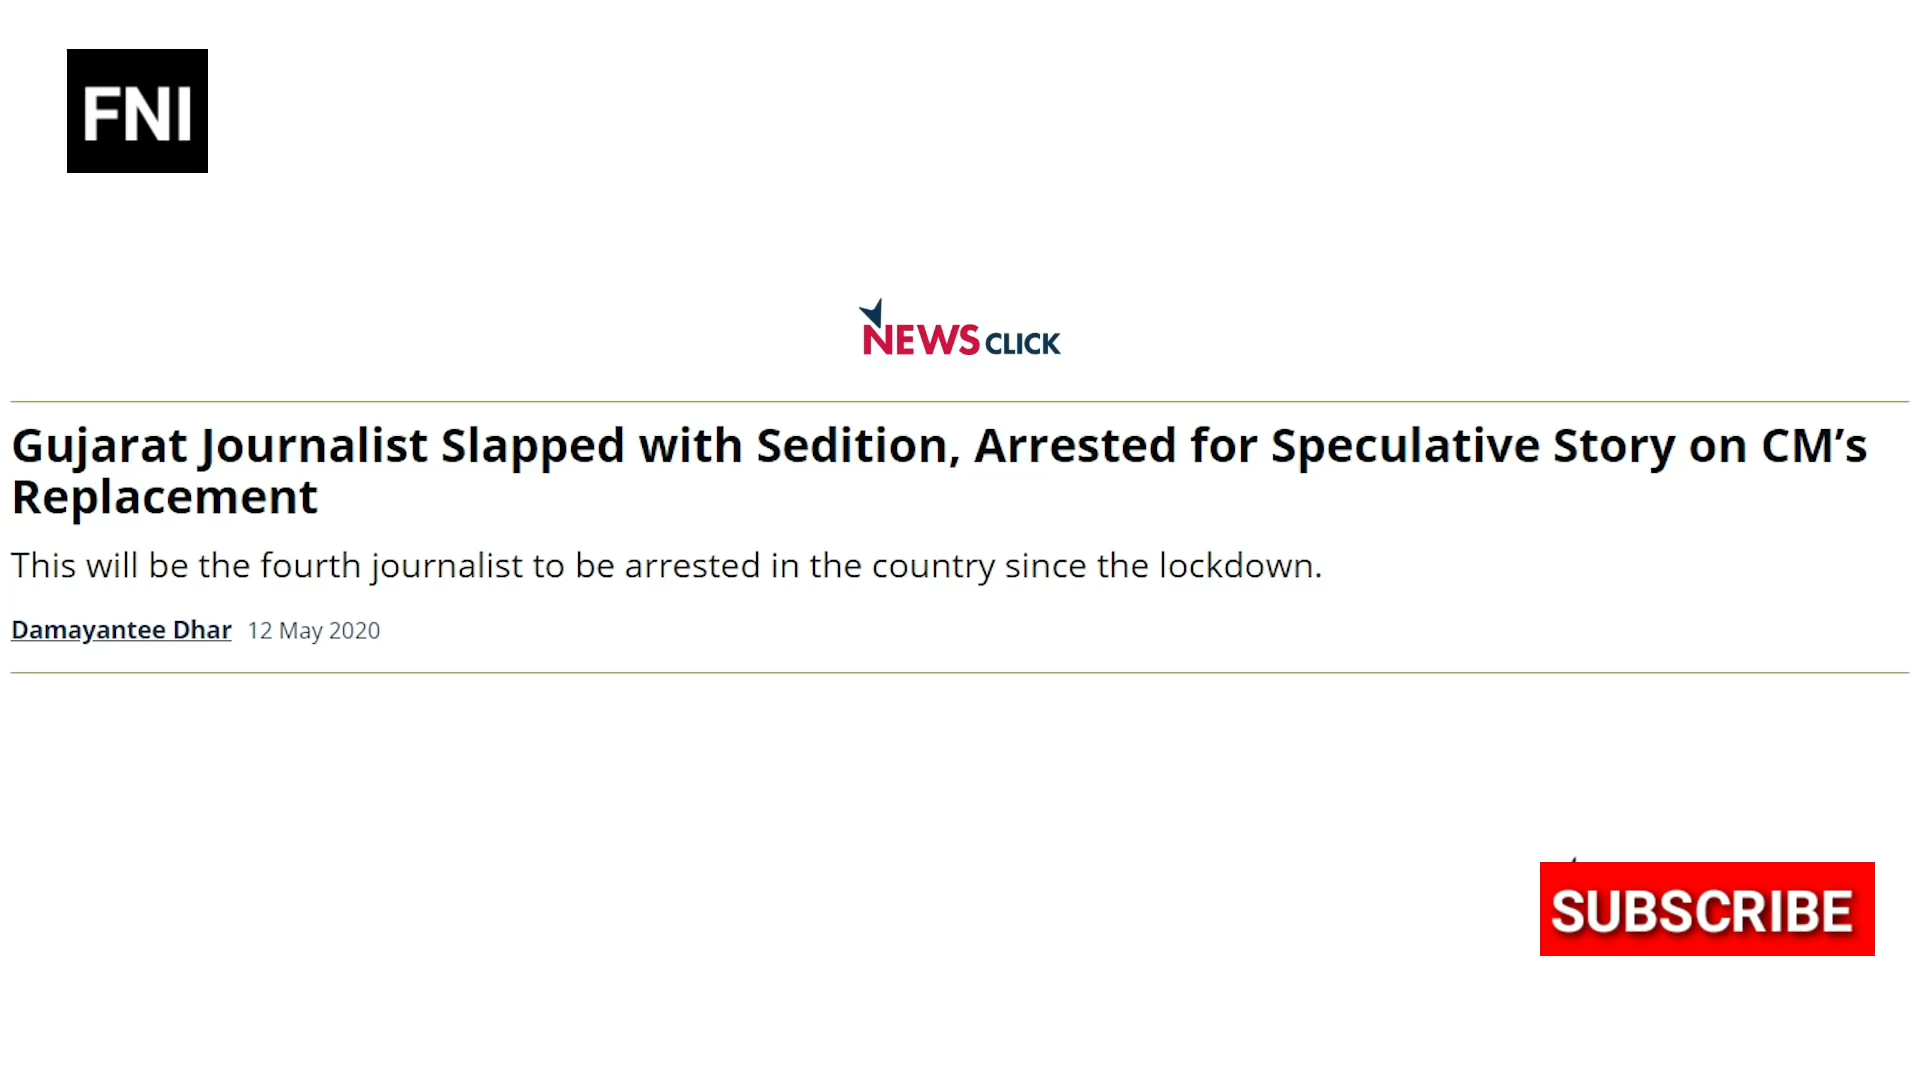 FNI
NEWS CLICK
Gujarat Journalist Slapped with Sedition, Arrested for Speculative Story on CM’s
Replacement
This will be the fourth journalist to be arrested in the country since the lockdown.
Damayantee Dhar 12 May 2020
SUBSCRIBE